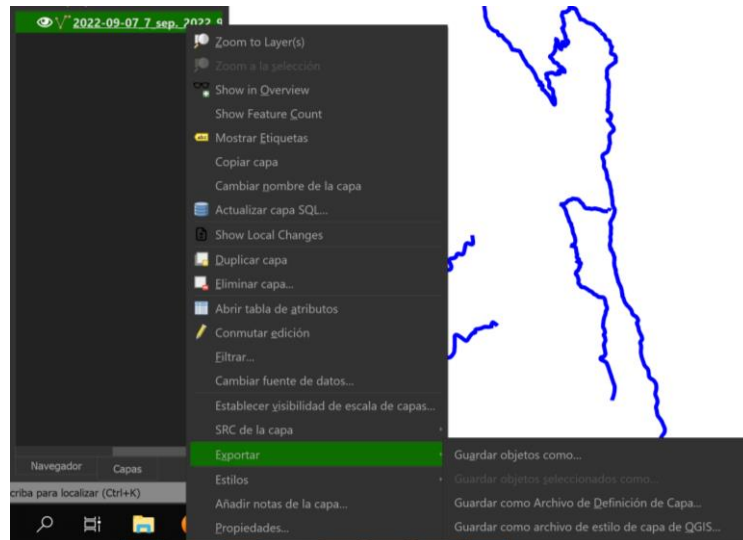 2022-09-07_7_sep._2022_9
Zoom to Layer(s)
Zoom a la selección
Show in Overview
Show Feature Count
Mostrar Etiquetas
Copiar capa
Cambiar nombre de la capa
Actualizar capa SQL...
Show Local Changes
Duplicar capa
Eliminar capa...
Abrir tabla de atributos
Conmutar edición
Filtrar...
Cambiar fuente de datos...
Establecer visibilidad de escala de capas...
SRC de la capa
Exportar
Guardar objetos como...
Estilos
Guardar objetos seleccionados como...
Añadir notas de la capa...
Guardar como Archivo de Definición de Capa...
Propiedades...
Guardar como archivo de estilo de capa de QGIS...
Navegador
Capas
criba para localizar (Ctrl+K)